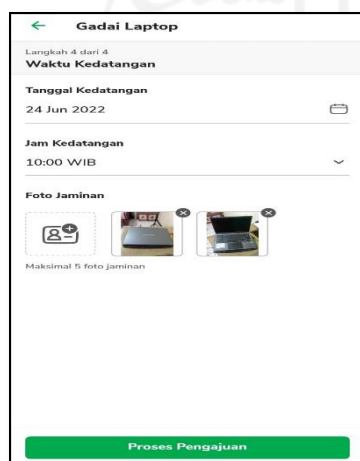 Gadai Laptop
Langkah 4 dari 4
Waktu Kedatangan
Tanggal Kedatangan
24 Jun 2022
Jam Kedatangan
10:00 WIB
Foto Jaminan
Maksimal 5 foto jaminan
Proses Pengajuan